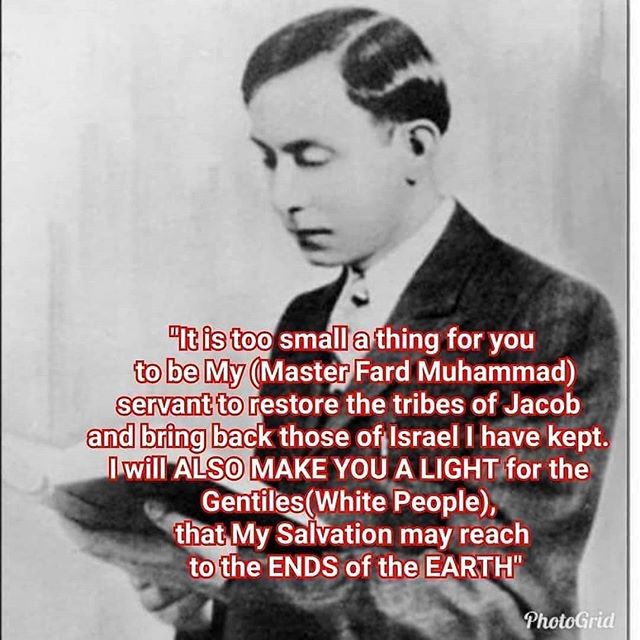 "It is too small a thing for you
to be My (Master Fard Muhammad)
servant to restore the tribes of Jacob
and bring back those of Israel I have kept.
I will ALSO MAKE YOU A LIGHT for the
Gentiles(White People),
that My Salvation may reach
to the ENDS of the EARTH"
PhotoGrid